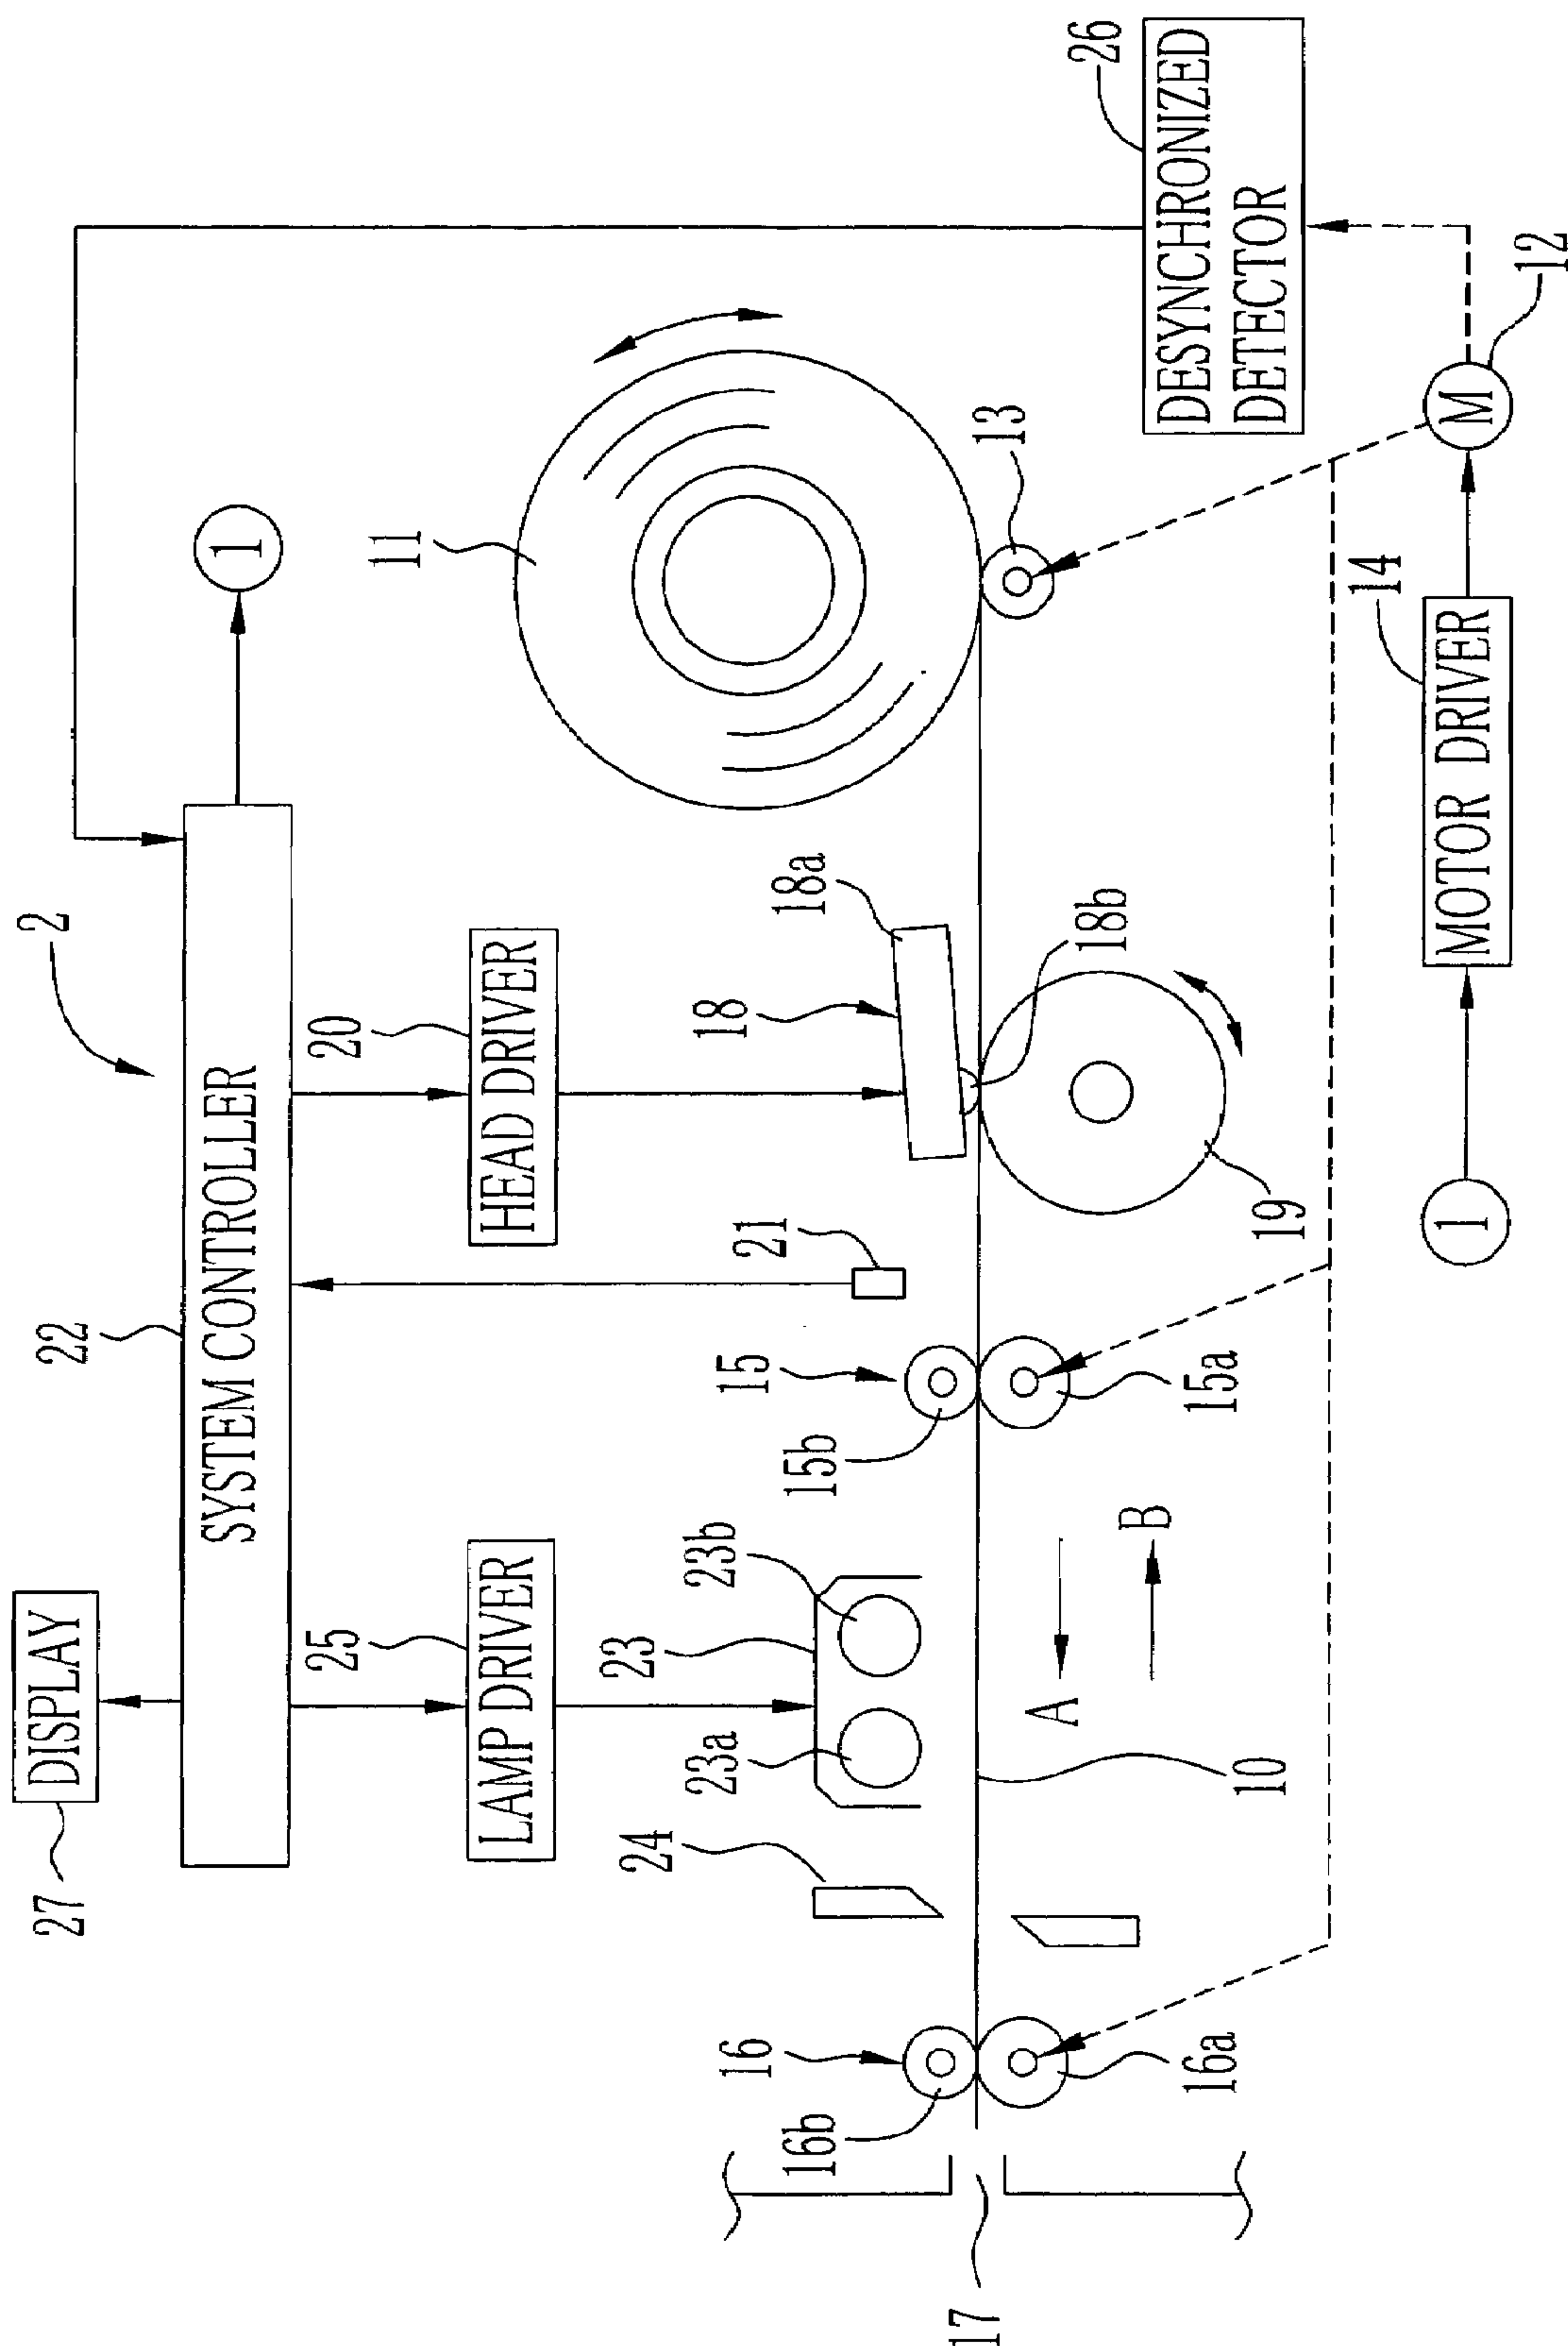 27
DISPLAY
2
22
SYSTEM CONTROLLER
1
25
LAMP DRIVER
20
HEAD DRIVER
11
24
23
23a
23b
21
18
18a
16
16b
15
15b
18b
13
17
16a
10
A
B
15a
19
26
DESYNCHRONIZED
DETECTOR
1
14
MOTOR DRIVER
M
12